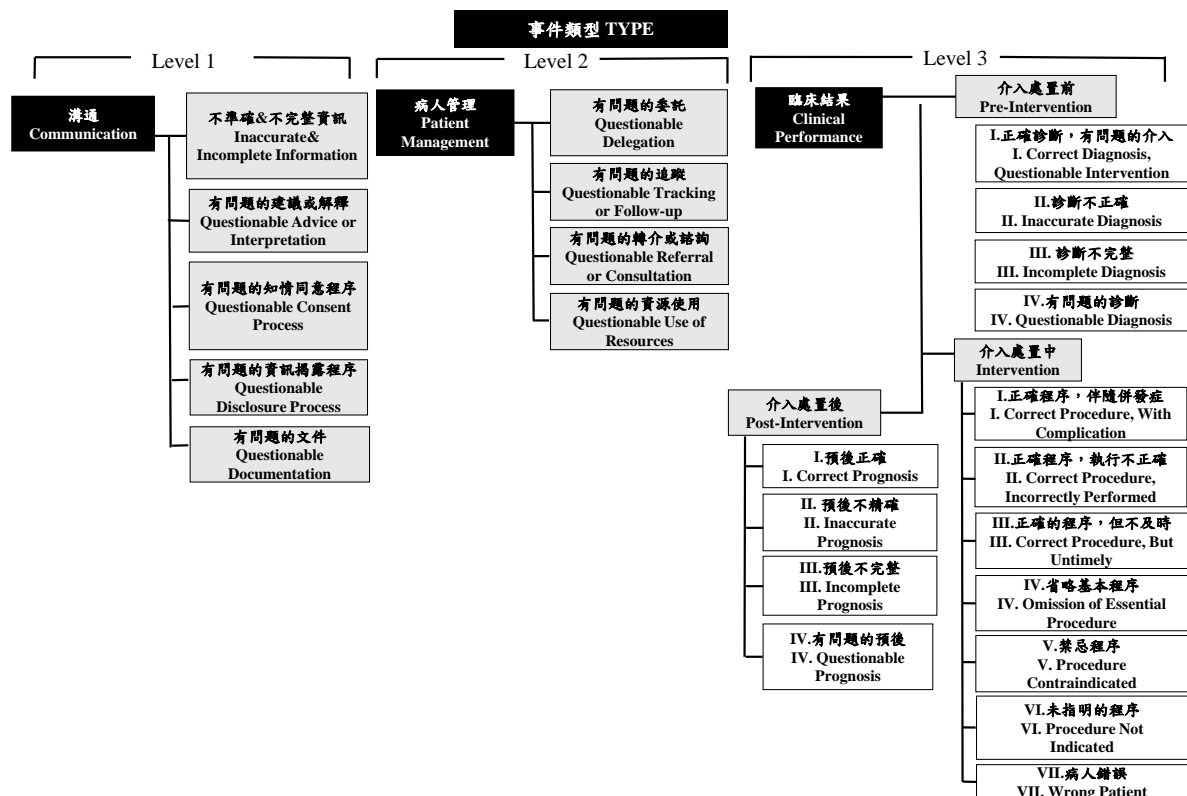 事件類型 TYPE
Level 1
Level 2
Level 3
溝通
Communication
不準確&不完整資訊
Inaccurate&
Incomplete Information
有問題的建議或解釋
Questionable Advice or
Interpretation
有問題的知情同意程序
Questionable Consent
Process
有問題的資訊揭露程序
Questionable
Disclosure Process
有問題的文件
Questionable
Documentation
病人管理
Patient
Management
有問題的委託
Questionable
Delegation
有問題的追蹤
Questionable Tracking
or Follow-up
有問題的轉介或諮詢
Questionable Referral
or Consultation
有問題的資源使用
Questionable Use of
Resources
臨床結果
Clinical
Performance
介入處置前
Pre-Intervention
I.正確診斷，有問題的介入
I. Correct Diagnosis,
Questionable Intervention
II.診斷不正確
II. Inaccurate Diagnosis
III. 診斷不完整
III. Incomplete Diagnosis
IV.有問題的診斷
IV. Questionable Diagnosis
介入處置中
Intervention
I.正確程序，伴隨併發症
I. Correct Procedure, With
Complication
II.正確程序，執行不正確
II. Correct Procedure,
Incorrectly Performed
III.正確的程序，但不及時
III. Correct Procedure, But
Untimely
IV.省略基本程序
IV. Omission of Essential
Procedure
V.禁忌程序
V. Procedure
Contraindicated
VI.未指明的程序
VI. Procedure Not
Indicated
VII.病人錯誤
VII. Wrong Patient
介入處置後
Post-Intervention
I.預後正確
I. Correct Prognosis
II. 預後不精確
II. Inaccurate
Prognosis
III.預後不完整
III. Incomplete
Prognosis
IV.有問題的預後
IV. Questionable
Prognosis